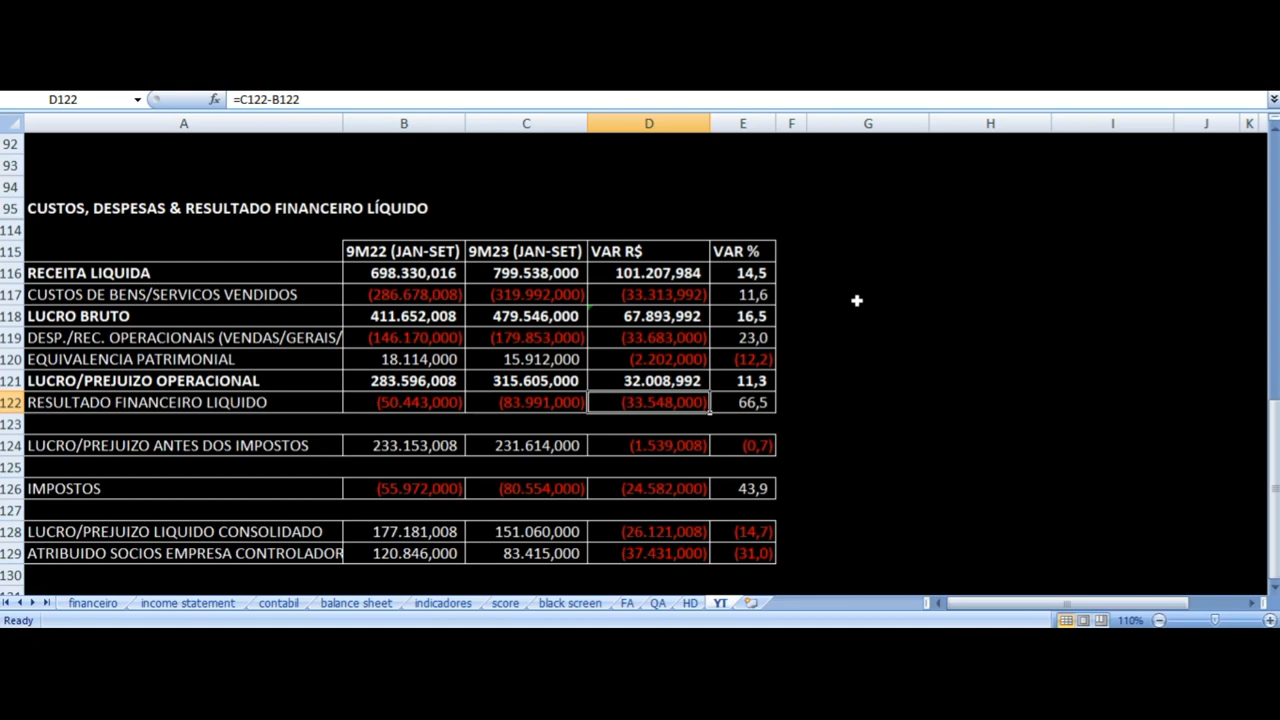 D122 fx =C122-B122
A B C D E F G H I J K
92
93
94
95 CUSTOS, DESPESAS & RESULTADO FINANCEIRO LÍQUIDO
114
115 9M22 (JAN-SET) 9M23 (JAN-SET) VAR R$ VAR %
116 RECEITA LIQUIDA 698.330,016 799.538,000 101.207,984 14,5
117 CUSTOS DE BENS/SERVICOS VENDIDOS (286.678,008) (319.992,000) (33.313,992) 11,6
118 LUCRO BRUTO 411.652,008 479.546,000 67.893,992 16,5
119 DESP./REC. OPERACIONAIS (VENDAS/GERAIS/ (146.170,000) (179.853,000) (33.683,000) 23,0
120 EQUIVALENCIA PATRIMONIAL 18.114,000 15.912,000 (2.202,000) (12,2)
121 LUCRO/PREJUIZO OPERACIONAL 283.596,008 315.605,000 32.008,992 11,3
122 RESULTADO FINANCEIRO LIQUIDO (50.443,000) (83.991,000) (33.548,000) 66,5
123
124 LUCRO/PREJUIZO ANTES DOS IMPOSTOS 233.153,008 231.614,000 (1.539,008) (0,7)
125
126 IMPOSTOS (55.972,000) (80.554,000) (24.582,000) 43,9
127
128 LUCRO/PREJUIZO LIQUIDO CONSOLIDADO 177.181,008 151.060,000 (26.121,008) (14,7)
129 ATRIBUIDO SOCIOS EMPRESA CONTROLADOR 120.846,000 83.415,000 (37.431,000) (31,0)
130
financeiro income statement contabil balance sheet indicadores score black screen FA QA HD YT
Ready 110%